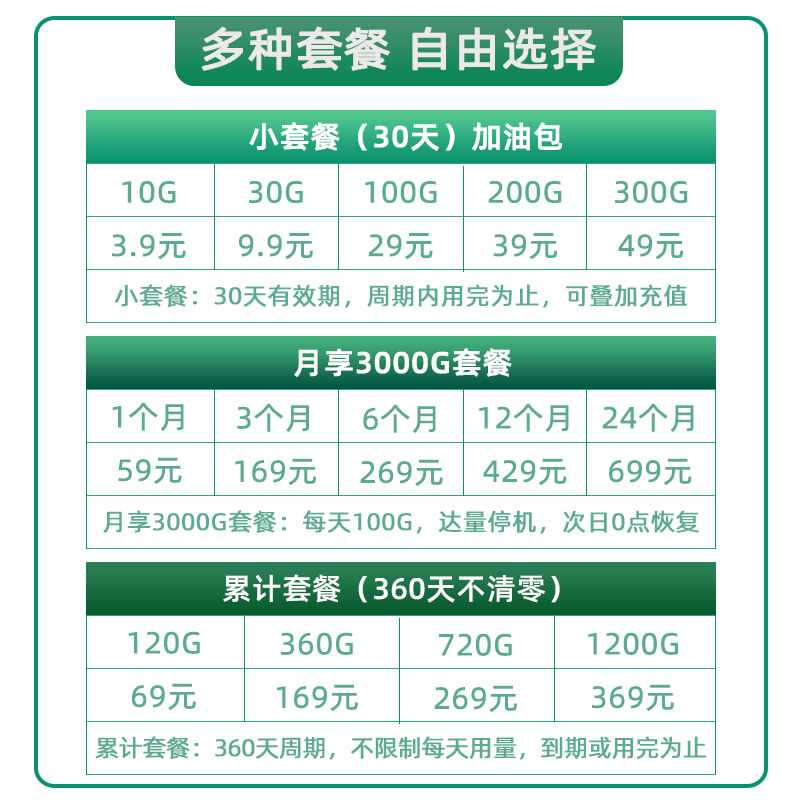 多种套餐 自由选择
小套餐（30天）加油包
10G 30G 100G 200G 300G
3.9元 9.9元 29元 39元 49元
小套餐：30天有效期，周期内用完为止，可叠加充值
月享3000G套餐
1个月 3个月 6个月 12个月 24个月
59元 169元 269元 429元 699元
月享3000G套餐：每天100G，达量停机，次日0点恢复
累计套餐（360天不清零）
120G 360G 720G 1200G
69元 169元 269元 369元
累计套餐：360天周期，不限制每天用量，到期或用完为止